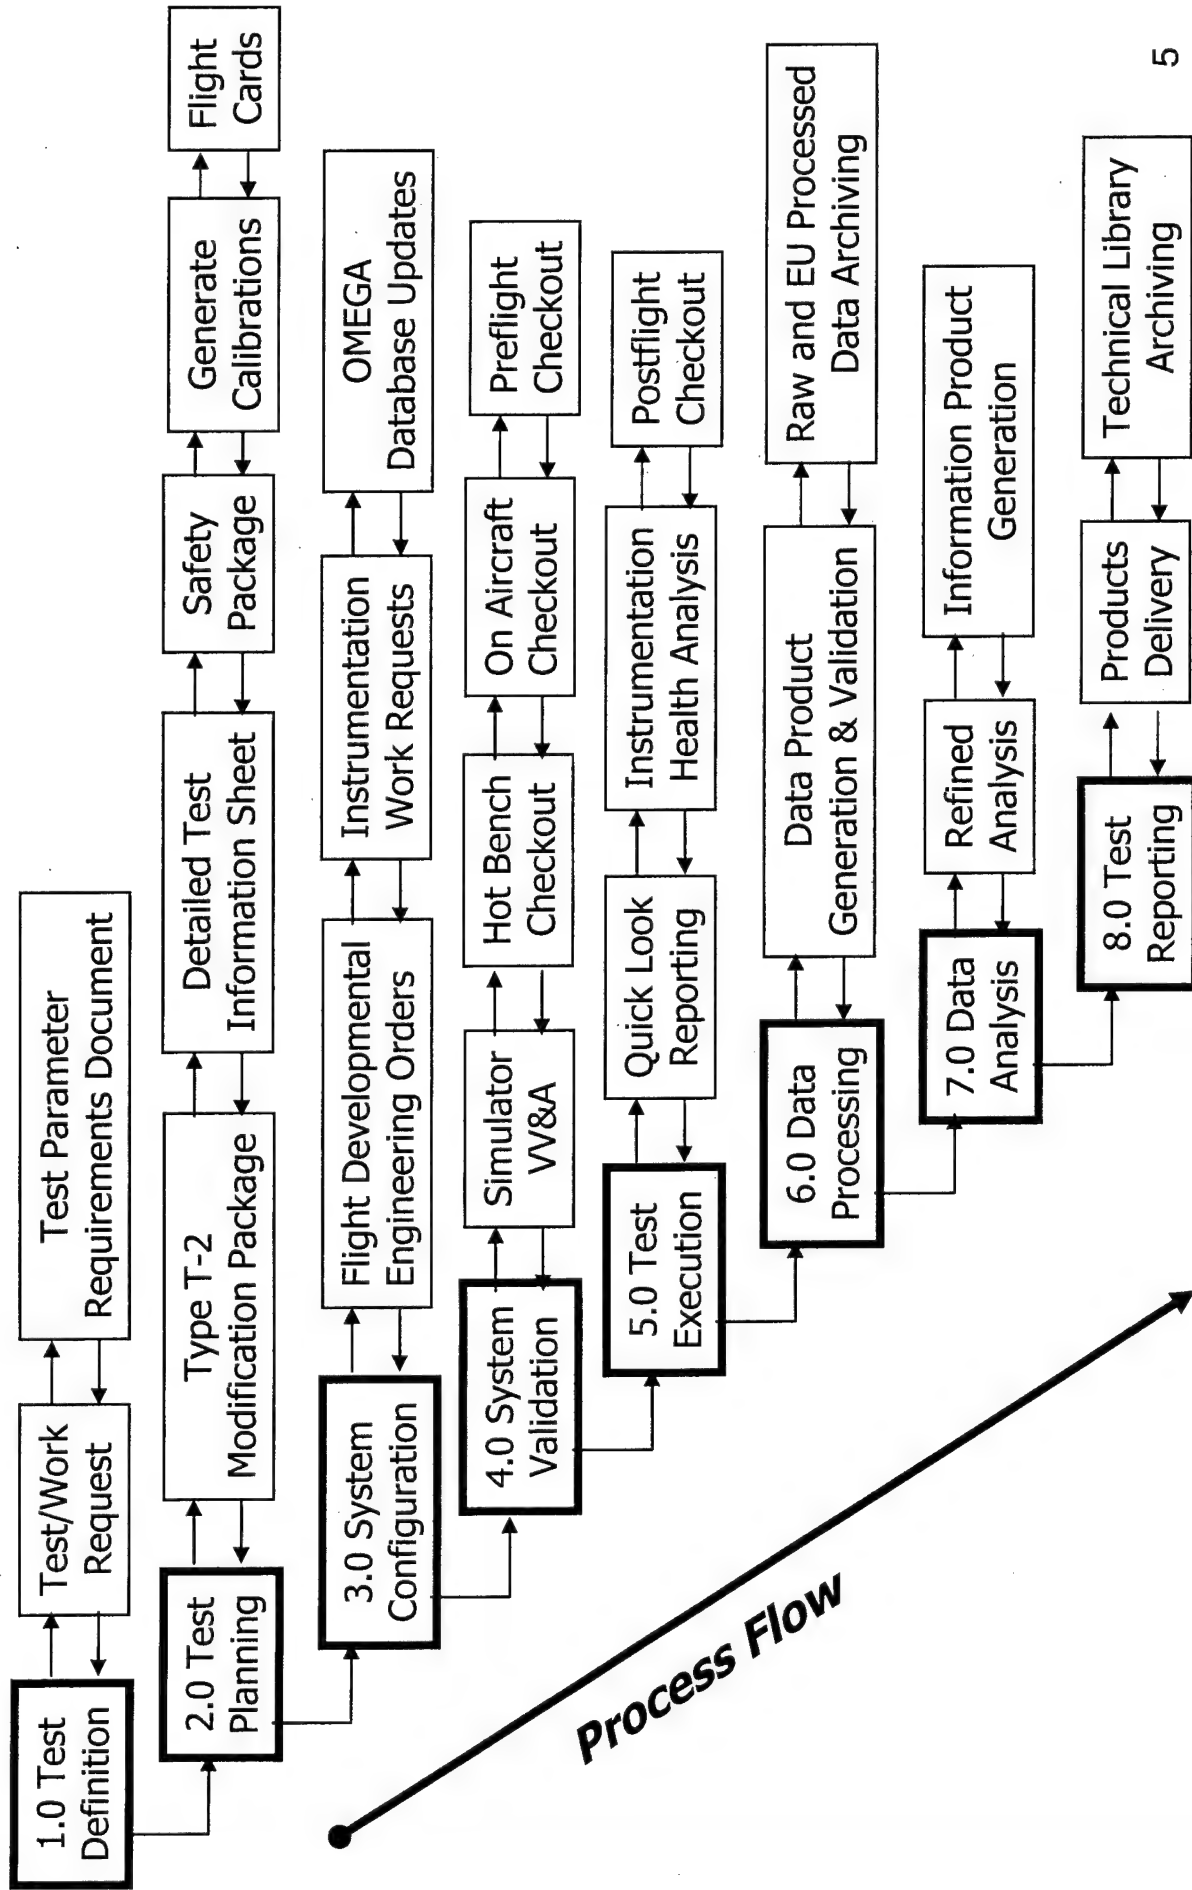 1.0 Test
Definition
Test/Work
Request
Test Parameter
Requirements Document
2.0 Test
Planning
Type T-2
Modification Package
Detailed Test
Information Sheet
Safety
Package
Generate
Calibrations
Flight
Cards
3.0 System
Configuration
Flight Developmental
Engineering Orders
Instrumentation
Work Requests
OMEGA
Database Updates
4.0 System
Validation
Simulator
VV&A
Hot Bench
Checkout
On Aircraft
Checkout
Preflight
Checkout
5.0 Test
Execution
Quick Look
Reporting
Instrumentation
Health Analysis
Postflight
Checkout
6.0 Data
Processing
Data Product
Generation & Validation
Raw and EU Processed
Data Archiving
7.0 Data
Analysis
Refined
Analysis
Information Product
Generation
8.0 Test
Reporting
Products
Delivery
Technical Library
Archiving
Process Flow
5